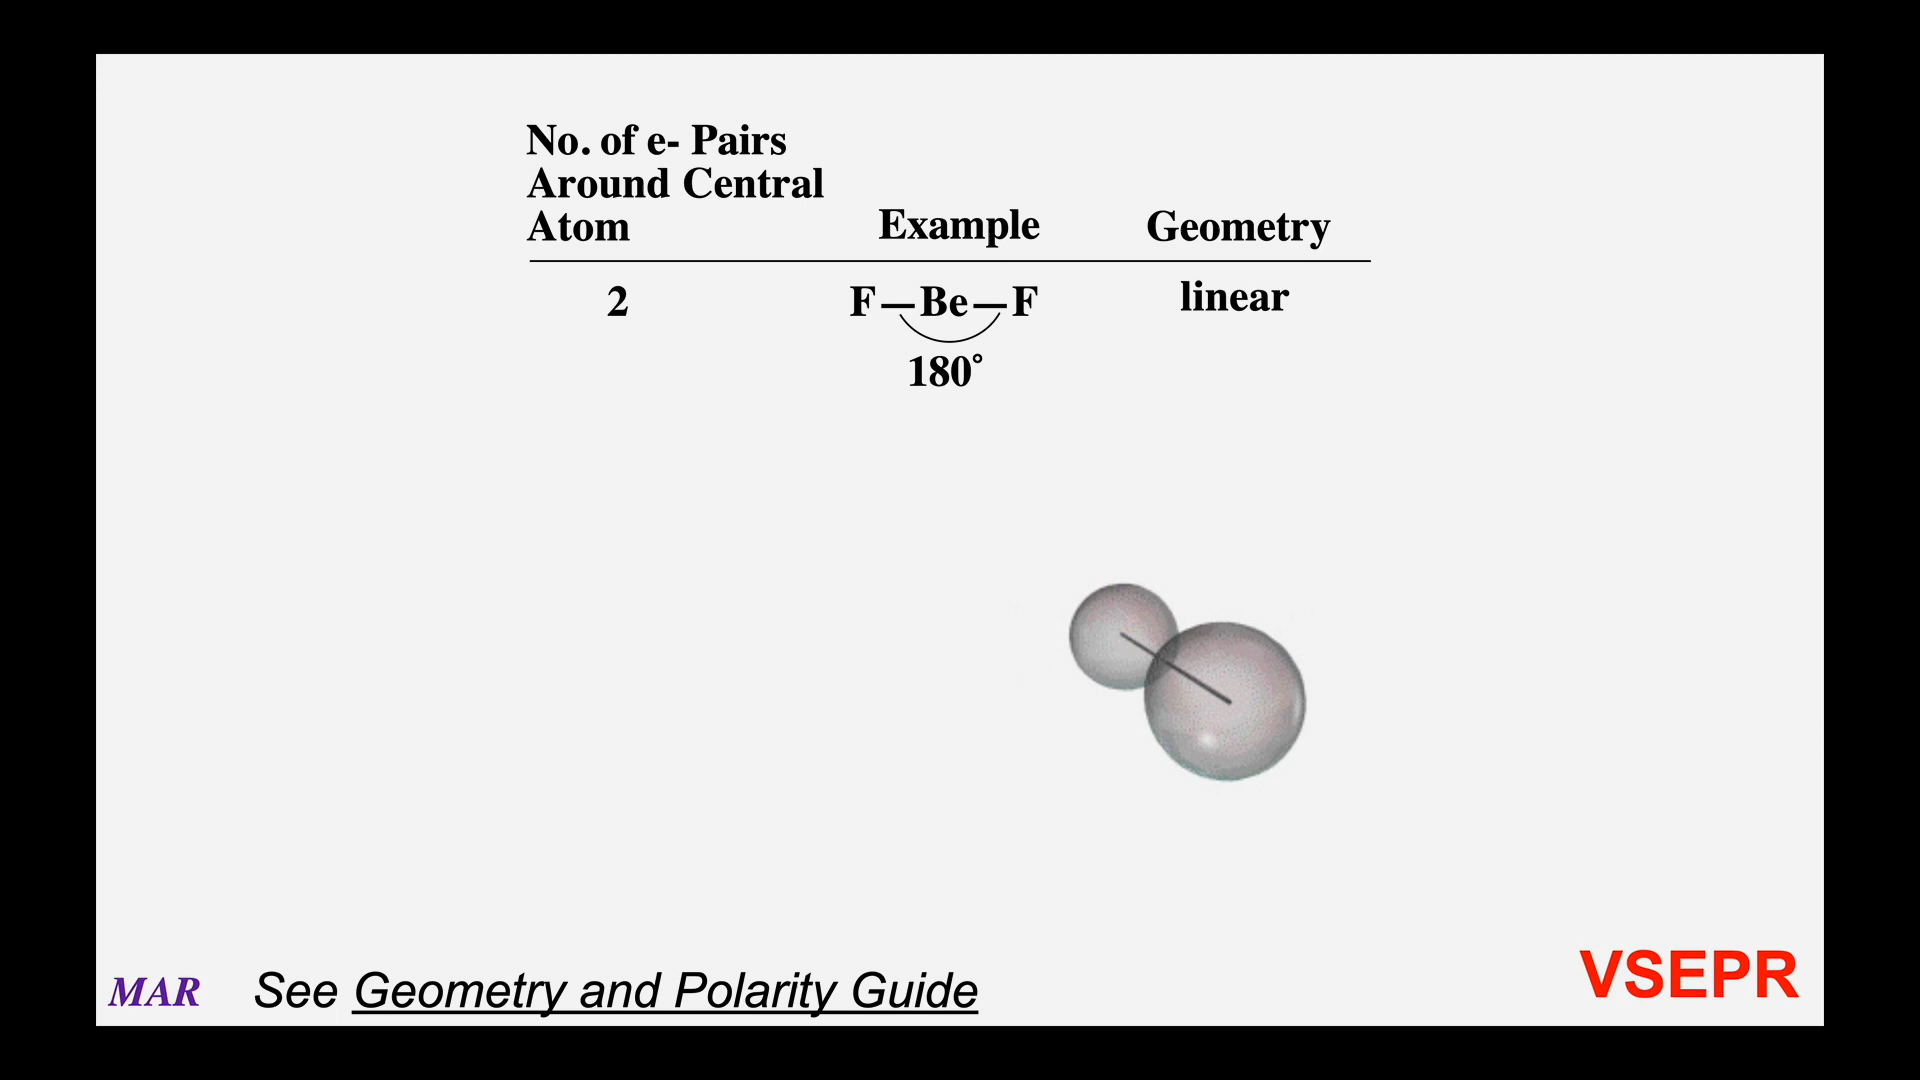 No. of e- Pairs
Around Central
Atom Example Geometry
2 F—Be—F linear
180°
MAR See Geometry and Polarity Guide VSEPR